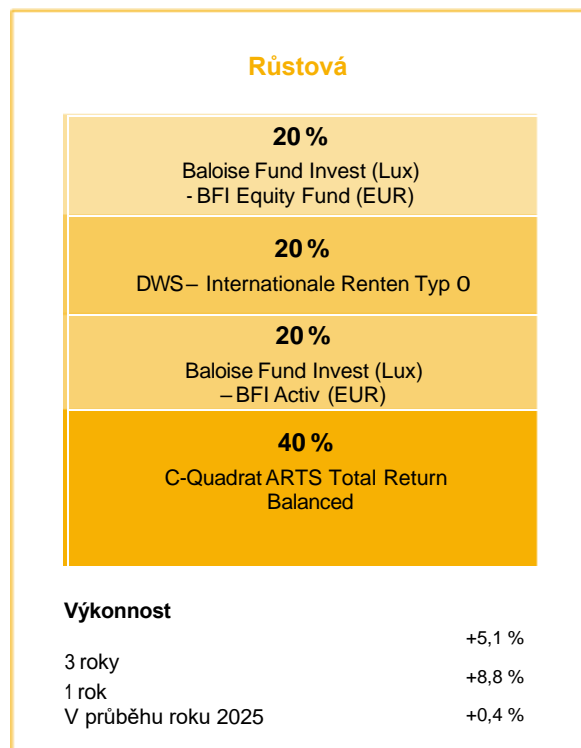 Růstová
20 %
Baloise Fund Invest (Lux)
- BFI Equity Fund (EUR)
20 %
DWS – Internationale Renten Typ O
20 %
Baloise Fund Invest (Lux)
– BFI Activ (EUR)
40 %
C-Quadrat ARTS Total Return
Balanced
Výkonnost
+5,1 %
3 roky
+8,8 %
1 rok
V průběhu roku 2025 +0,4 %